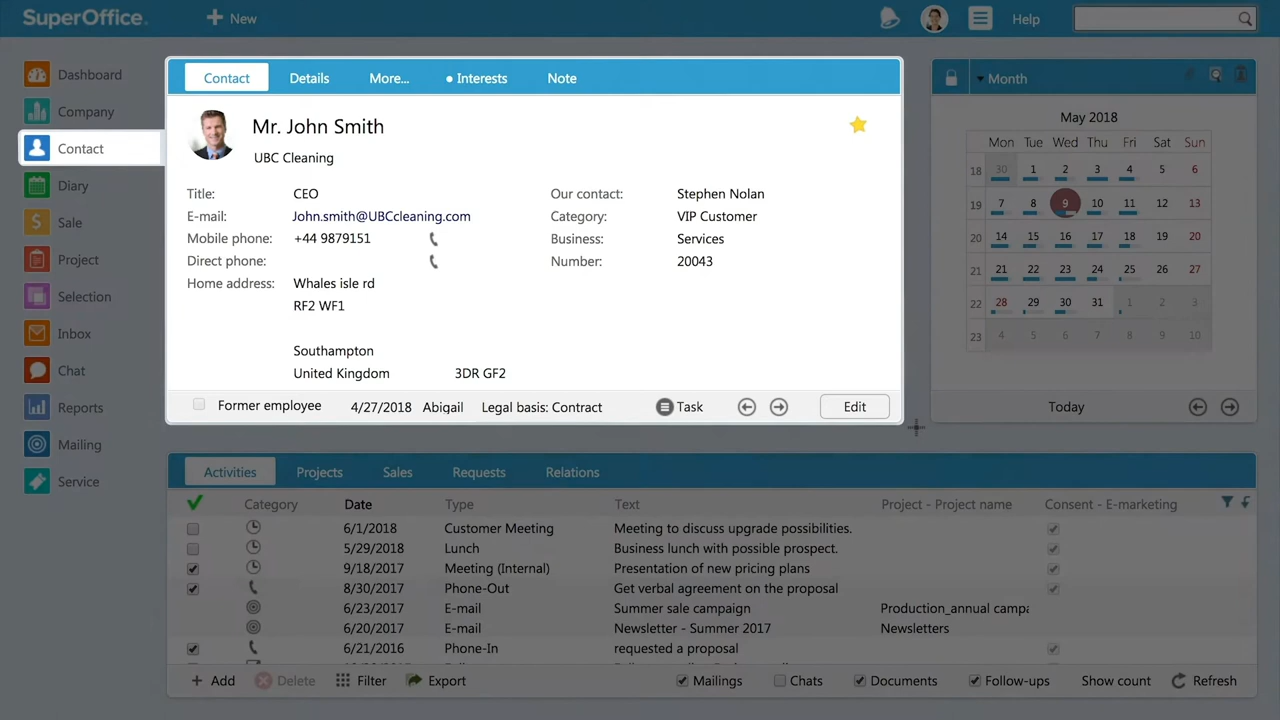 SuperOffice.
New
Help
Dashboard
Company
Contact
Diary
Sale
Project
Selection
Inbox
Chat
Reports
Mailing
Service
Contact Details More... Interests Note
Mr. John Smith
UBC Cleaning
Title: CEO Our contact: Stephen Nolan
E-mail: John.smith@UBCcleaning.com Category: VIP Customer
Mobile phone: +44 9879151 Business: Services
Direct phone: Number: 20043
Home address: Whales isle rd
RF2 WF1
Southampton
United Kingdom 3DR GF2
Former employee 4/27/2018 Abigail Legal basis: Contract Task Edit
Month
May 2018
Mon Tue Wed Thu Fri Sat Sun
18 30 1 2 3 4 5 6
19 7 8 9 10 11 12 13
20 14 15 16 17 18 19 20
21 21 22 23 24 25 26 27
22 28 29 30 31 1 2 3
23 4 5 6 7 8 9 10
Today
Activities Projects Sales Requests Relations
Category Date Type Text Project - Project name Consent - E-marketing
6/1/2018 Customer Meeting Meeting to discuss upgrade possibilities.
5/29/2018 Lunch Business lunch with possible prospect.
9/18/2017 Meeting (Internal) Presentation of new pricing plans
8/30/2017 Phone-Out Get verbal agreement on the proposal
6/23/2017 E-mail Summer sale campaign Production_annual campa
6/20/2017 E-mail Newsletter - Summer 2017 Newsletters
6/21/2016 Phone-In requested a proposal
Add Delete Filter Export Mailings Chats Documents Follow-ups Show count Refresh